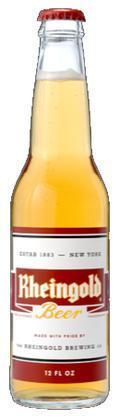 ESTAB 1883 — NEW YORK
Rheingold
Beer
MADE WITH PRIDE BY
THE RHEINGOLD BREWING CO
12 FL OZ